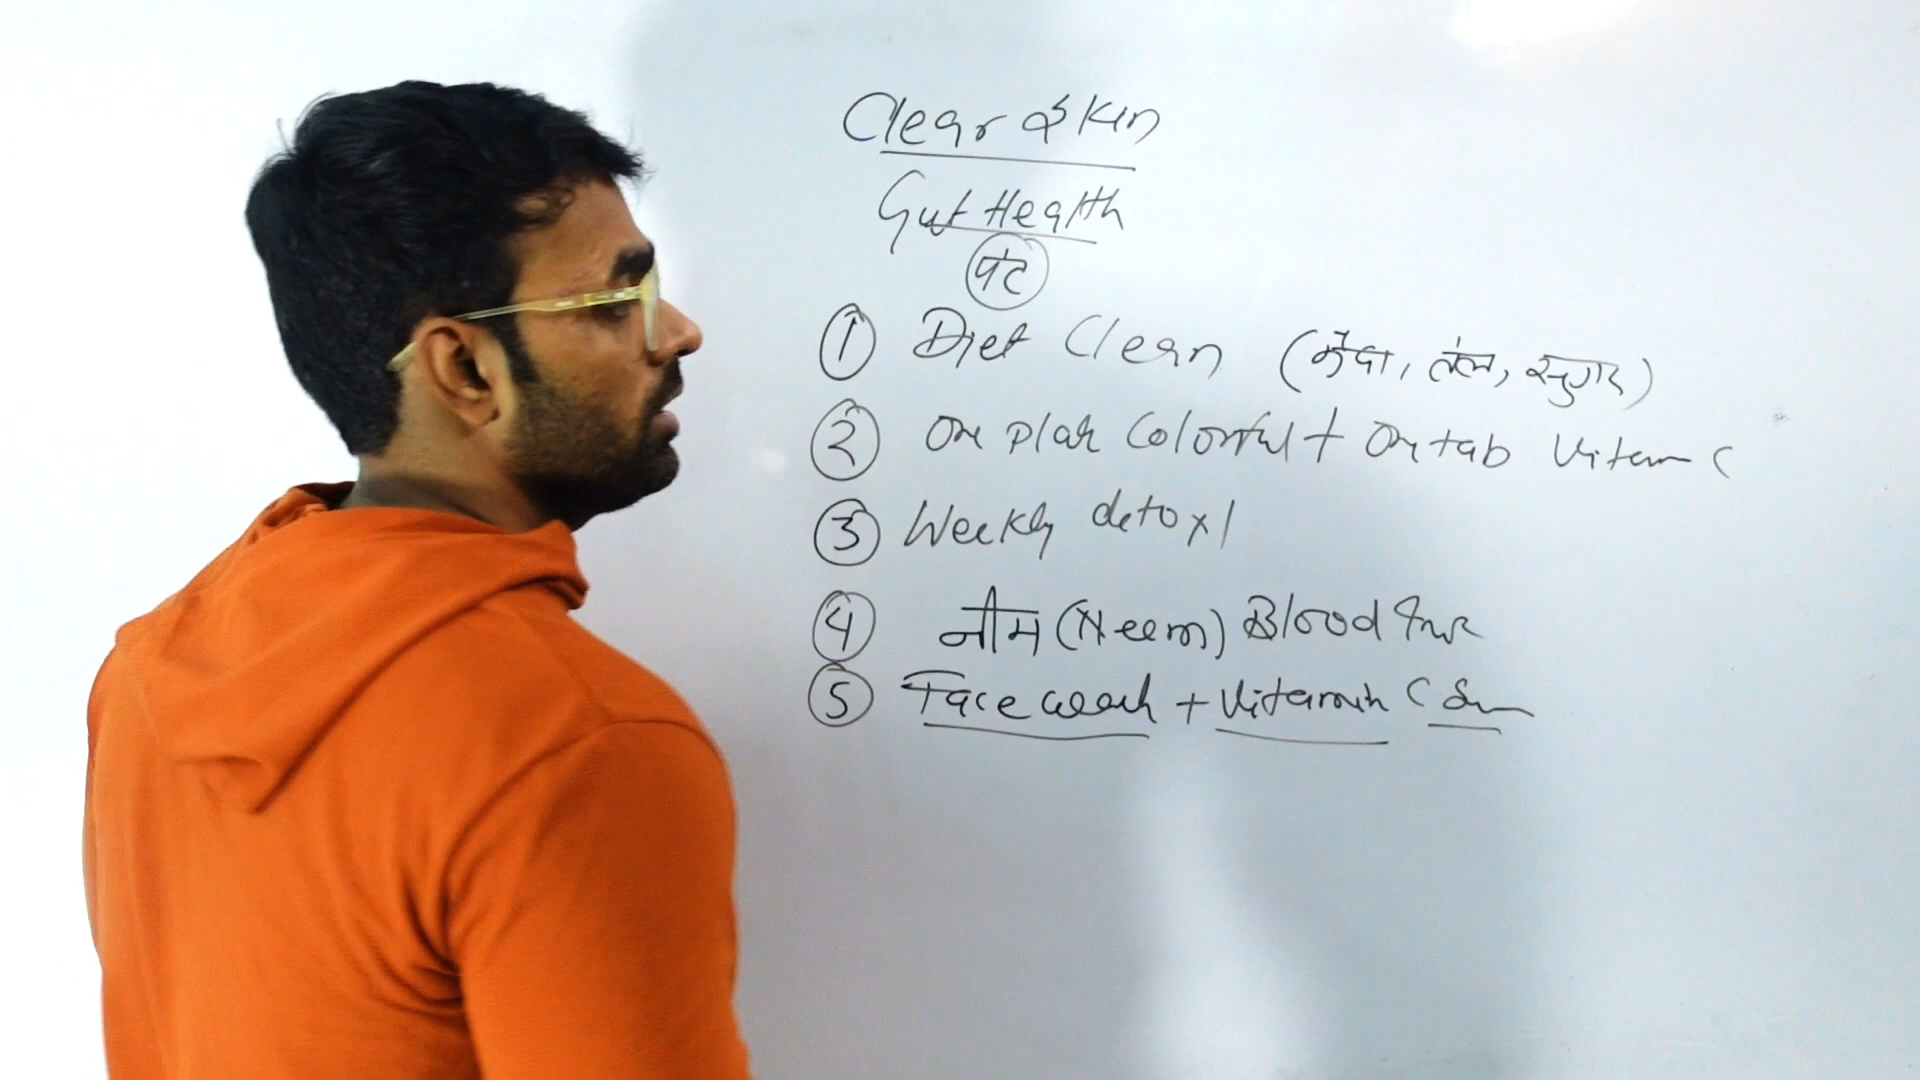 Clear Skin
Gut Health
पेट
① Diet Clean (मैदा, तेल, सुगर)
② One plate Colorful + One tab Vitamin C
③ Weekly detox
④ नीम (Neem) Blood
⑤ Face wash + Vitamin C